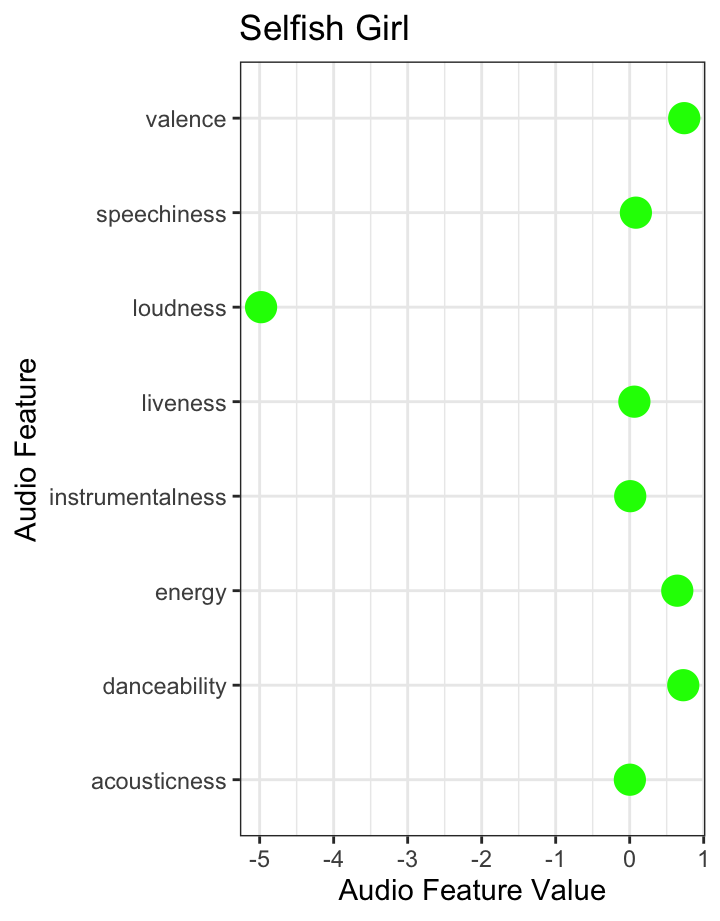 Selfish Girl
Audio Feature
valence
speechiness
loudness
liveness
instrumentalness
energy
danceability
acousticness
-5 -4 -3 -2 -1 0 1
Audio Feature Value